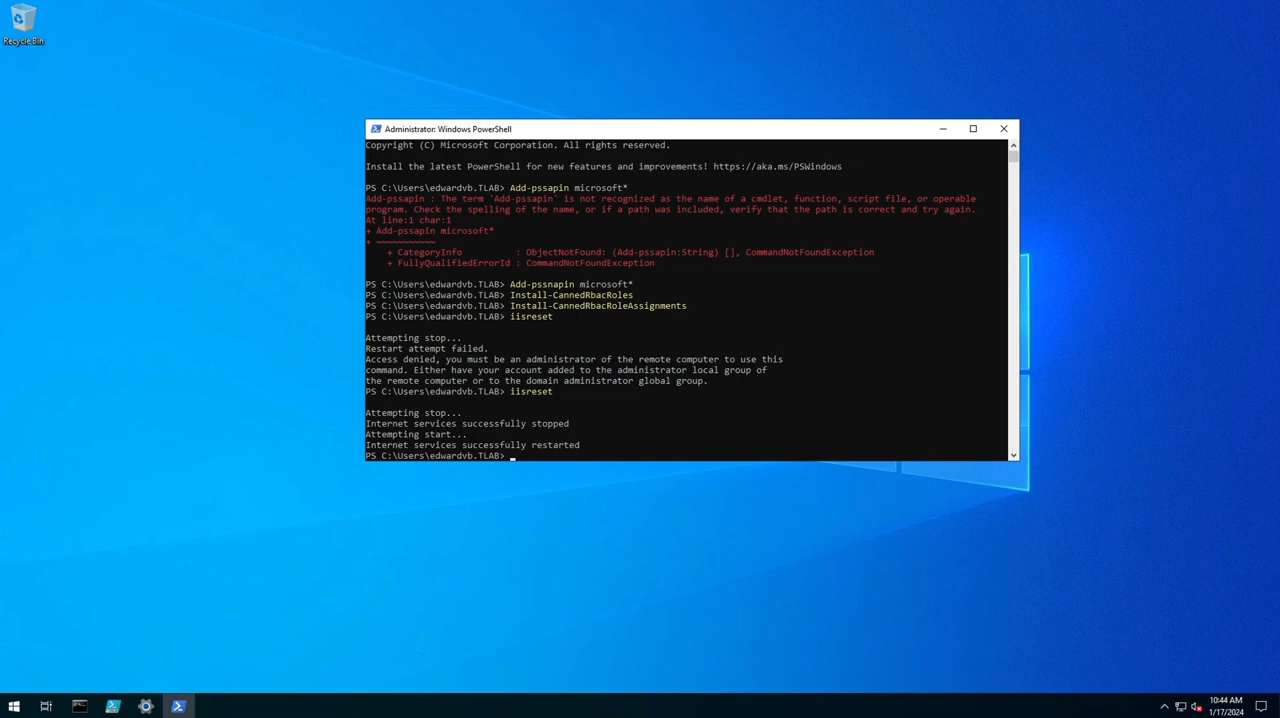 Recycle Bin
Administrator: Windows PowerShell
Copyright (C) Microsoft Corporation. All rights reserved.
Install the latest PowerShell for new features and improvements! https://aka.ms/PSWindows
PS C:\Users\edwardvb.TLAB> Add-pssapin microsoft*
Add-pssapin : The term 'Add-pssapin' is not recognized as the name of a cmdlet, function, script file, or operable
program. Check the spelling of the name, or if a path was included, verify that the path is correct and try again.
At line:1 char:1
+ Add-pssapin microsoft*
+ ~~~~~~~~~~~
+ CategoryInfo : ObjectNotFound: (Add-pssapin:String) [], CommandNotFoundException
+ FullyQualifiedErrorId : CommandNotFoundException
PS C:\Users\edwardvb.TLAB> Add-pssnapin microsoft*
PS C:\Users\edwardvb.TLAB> Install-CannedRbacRoles
PS C:\Users\edwardvb.TLAB> Install-CannedRbacRoleAssignments
PS C:\Users\edwardvb.TLAB> iisreset
Attempting stop...
Restart attempt failed.
Access denied, you must be an administrator of the remote computer to use this
command. Either have your account added to the administrator local group of
the remote computer or to the domain administrator global group.
PS C:\Users\edwardvb.TLAB> iisreset
Attempting stop...
Internet services successfully stopped
Attempting start...
Internet services successfully restarted
PS C:\Users\edwardvb.TLAB> _
10:44 AM
1/17/2024